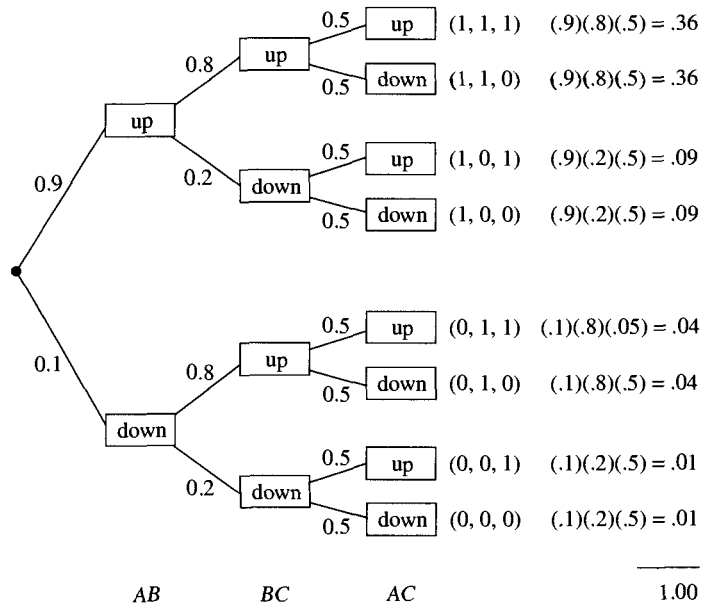 0.5 up (1, 1, 1) (.9)(.8)(.5) = .36
up
0.8
0.5 down (1, 1, 0) (.9)(.8)(.5) = .36
up
0.5 up (1, 0, 1) (.9)(.2)(.5) = .09
0.2
0.9 down
0.5 down (1, 0, 0) (.9)(.2)(.5) = .09
0.5 up (0, 1, 1) (.1)(.8)(.05) = .04
0.1 up
0.8
0.5 down (0, 1, 0) (.1)(.8)(.5) = .04
down
0.5 up (0, 0, 1) (.1)(.2)(.5) = .01
0.2 down
0.5 down (0, 0, 0) (.1)(.2)(.5) = .01
AB BC AC 1.00